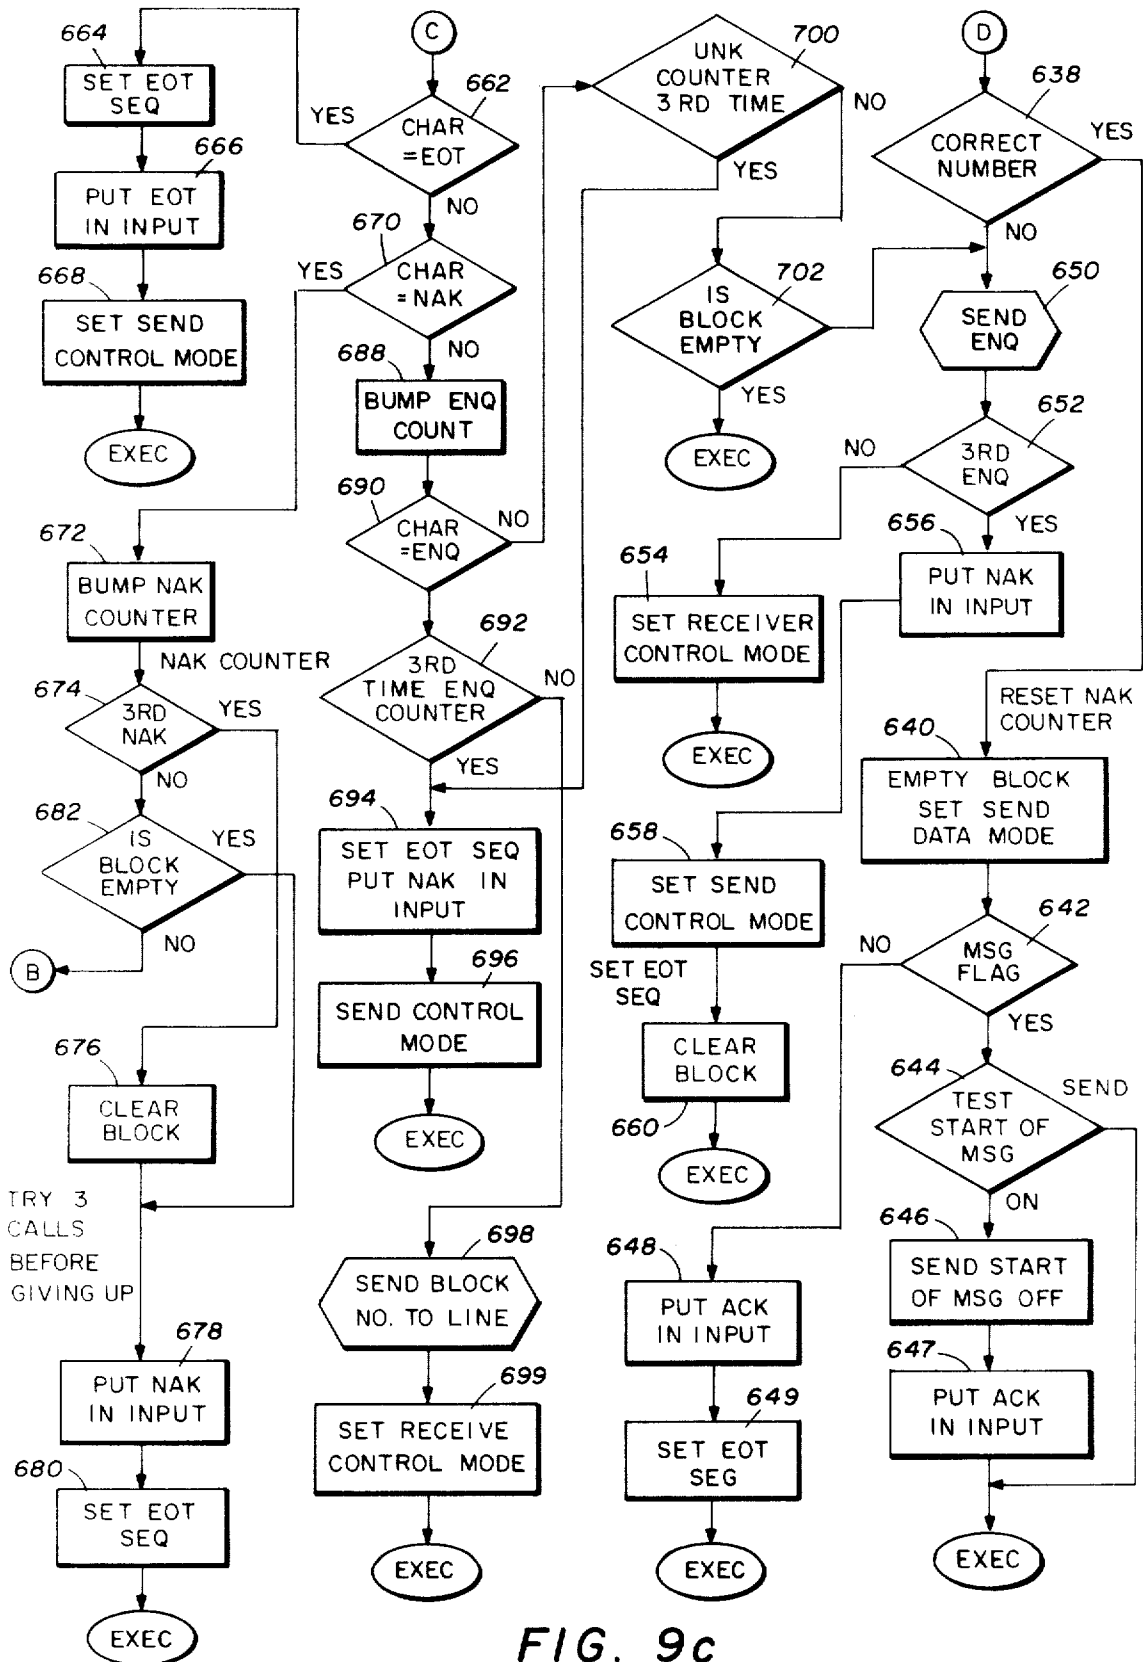 664
SET EOT
SEQ
666
PUT EOT
IN INPUT
668
SET SEND
CONTROL MODE
EXEC
C
662
YES
CHAR
=EOT
NO
670
YES
CHAR
=NAK
NO
688
BUMP ENQ
COUNT
690
CHAR
=ENQ
NO
692
3RD
TIME ENQ
COUNTER
NO
YES
694
SET EOT SEQ
PUT NAK IN
INPUT
696
SEND CONTROL
MODE
EXEC
698
SEND BLOCK
NO. TO LINE
699
SET RECEIVE
CONTROL MODE
EXEC
672
BUMP NAK
COUNTER
NAK COUNTER
674
3RD
NAK
YES
NO
682
IS
BLOCK
EMPTY
YES
NO
B
676
CLEAR
BLOCK
TRY 3
CALLS
BEFORE
GIVING UP
678
PUT NAK
IN INPUT
680
SET EOT
SEQ
EXEC
700
UNK
COUNTER
3 RD TIME
NO
YES
702
IS
BLOCK
EMPTY
YES
EXEC
D
638
CORRECT
NUMBER
YES
NO
650
SEND
ENQ
652
3RD
ENQ
NO
YES
654
SET RECEIVER
CONTROL MODE
EXEC
656
PUT NAK
IN INPUT
658
SET SEND
CONTROL MODE
SET EOT
SEQ
CLEAR
BLOCK
660
EXEC
RESET NAK
COUNTER
640
EMPTY BLOCK
SET SEND
DATA MODE
642
MSG
FLAG
NO
YES
644
TEST
START OF
MSG
SEND
ON
646
SEND START
OF MSG OFF
647
PUT ACK
IN INPUT
EXEC
648
PUT ACK
IN INPUT
649
SET EOT
SEG
EXEC
FIG. 9c